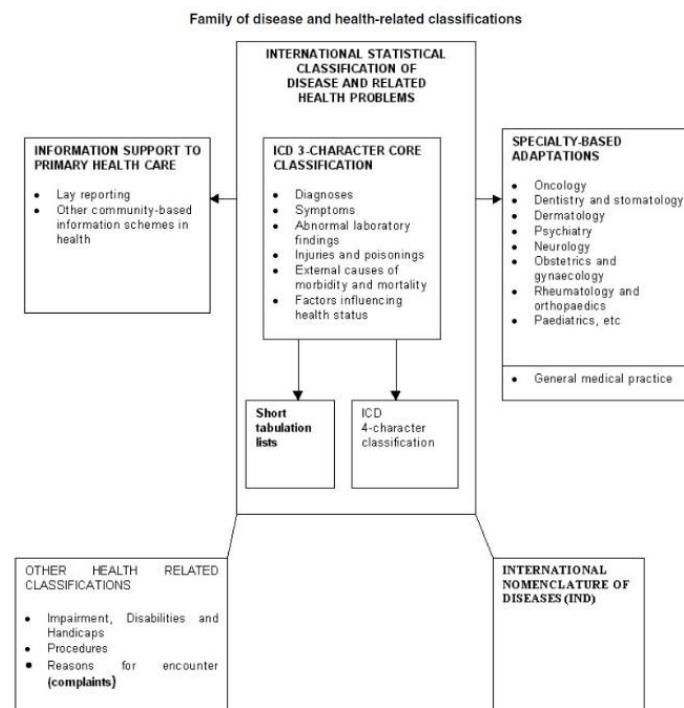 Family of disease and health-related classifications
INTERNATIONAL STATISTICAL
CLASSIFICATION OF
DISEASE AND RELATED
HEALTH PROBLEMS
INFORMATION SUPPORT TO
PRIMARY HEALTH CARE
• Lay reporting
• Other community-based
information schemes in
health
ICD 3-CHARACTER CORE
CLASSIFICATION
• Diagnoses
• Symptoms
• Abnormal laboratory
findings
• Injuries and poisonings
• External causes of
morbidity and mortality
• Factors influencing
health status
SPECIALTY-BASED
ADAPTATIONS
• Oncology
• Dentistry and stomatology
• Dermatology
• Psychiatry
• Neurology
• Obstetrics and
gynaecology
• Rheumatology and
orthopaedics
• Paediatrics, etc
• General medical practice
Short
tabulation
lists
ICD
4-character
classification
OTHER HEALTH RELATED
CLASSIFICATIONS
• Impairment, Disabilities and
Handicaps
• Procedures
• Reasons for encounter
(complaints)
INTERNATIONAL
NOMENCLATURE OF
DISEASES (IND)